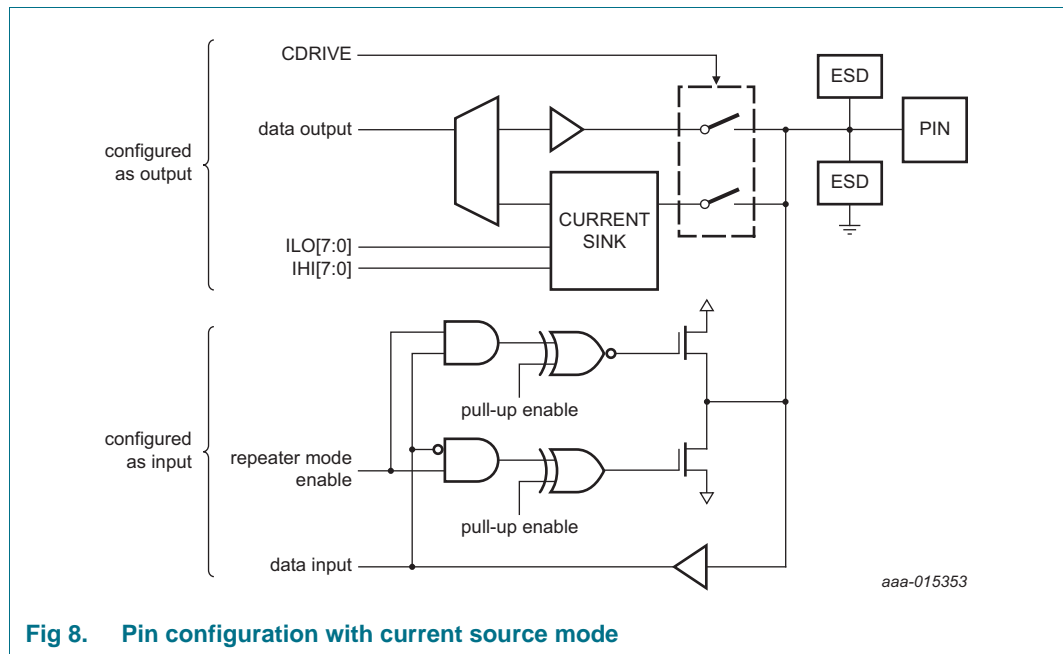 CDRIVE
ESD
data output
PIN
configured
as output
ESD
CURRENT
SINK
ILO[7:0]
IHI[7:0]
pull-up enable
configured
as input
repeater mode
enable
pull-up enable
data input
aaa-015353
Fig 8. Pin configuration with current source mode